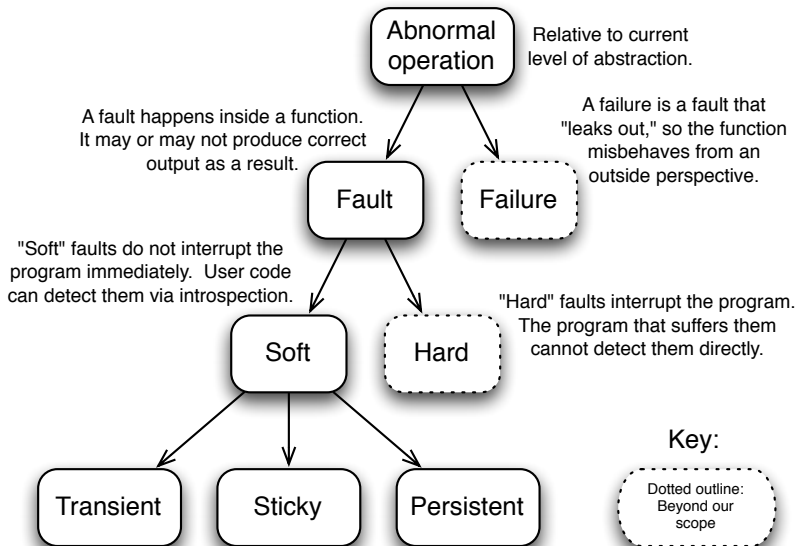 Abnormal
operation
Relative to current
level of abstraction.
A fault happens inside a function.
It may or may not produce correct
output as a result.
A failure is a fault that
"leaks out," so the function
misbehaves from an
outside perspective.
Fault
Failure
"Soft" faults do not interrupt the
program immediately. User code
can detect them via introspection.
"Hard" faults interrupt the program.
The program that suffers them
cannot detect them directly.
Soft
Hard
Transient
Sticky
Persistent
Key:
Dotted outline:
Beyond our
scope